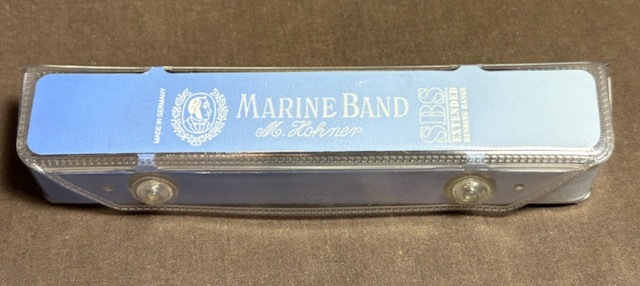 MADE IN GERMANY
MARINE BAND
M. Hohner
SBS
EXTENDED
BENDING RANGE